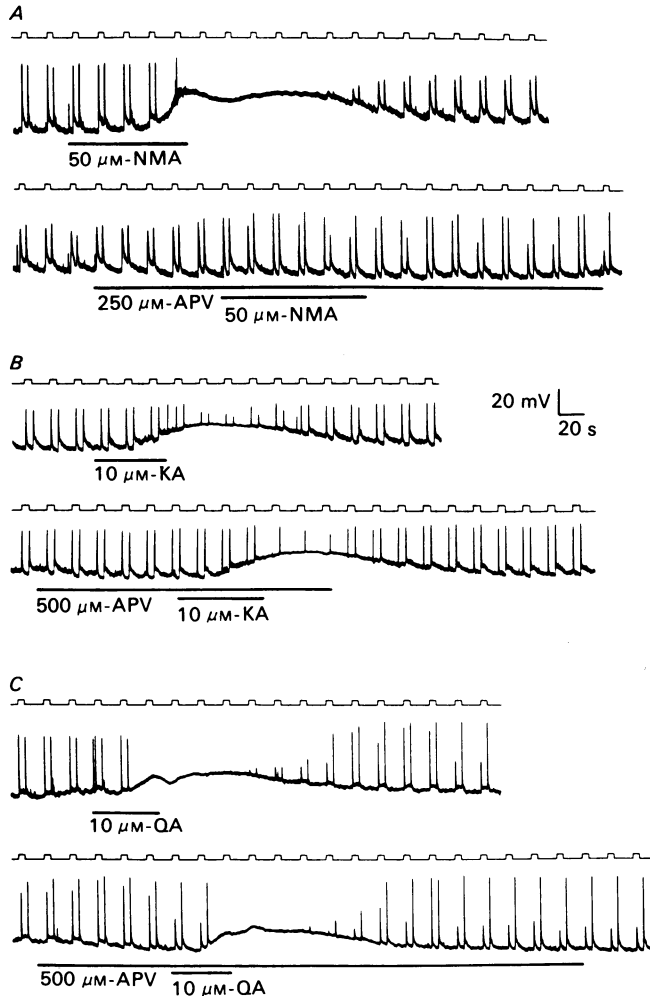 A
50 μM-NMA
250 μM-APV
50 μM-NMA
B
20 mV
20 s
10 μM-KA
500 μM-APV
10 μM-KA
C
10 μM-QA
500 μM-APV
10 μM-QA